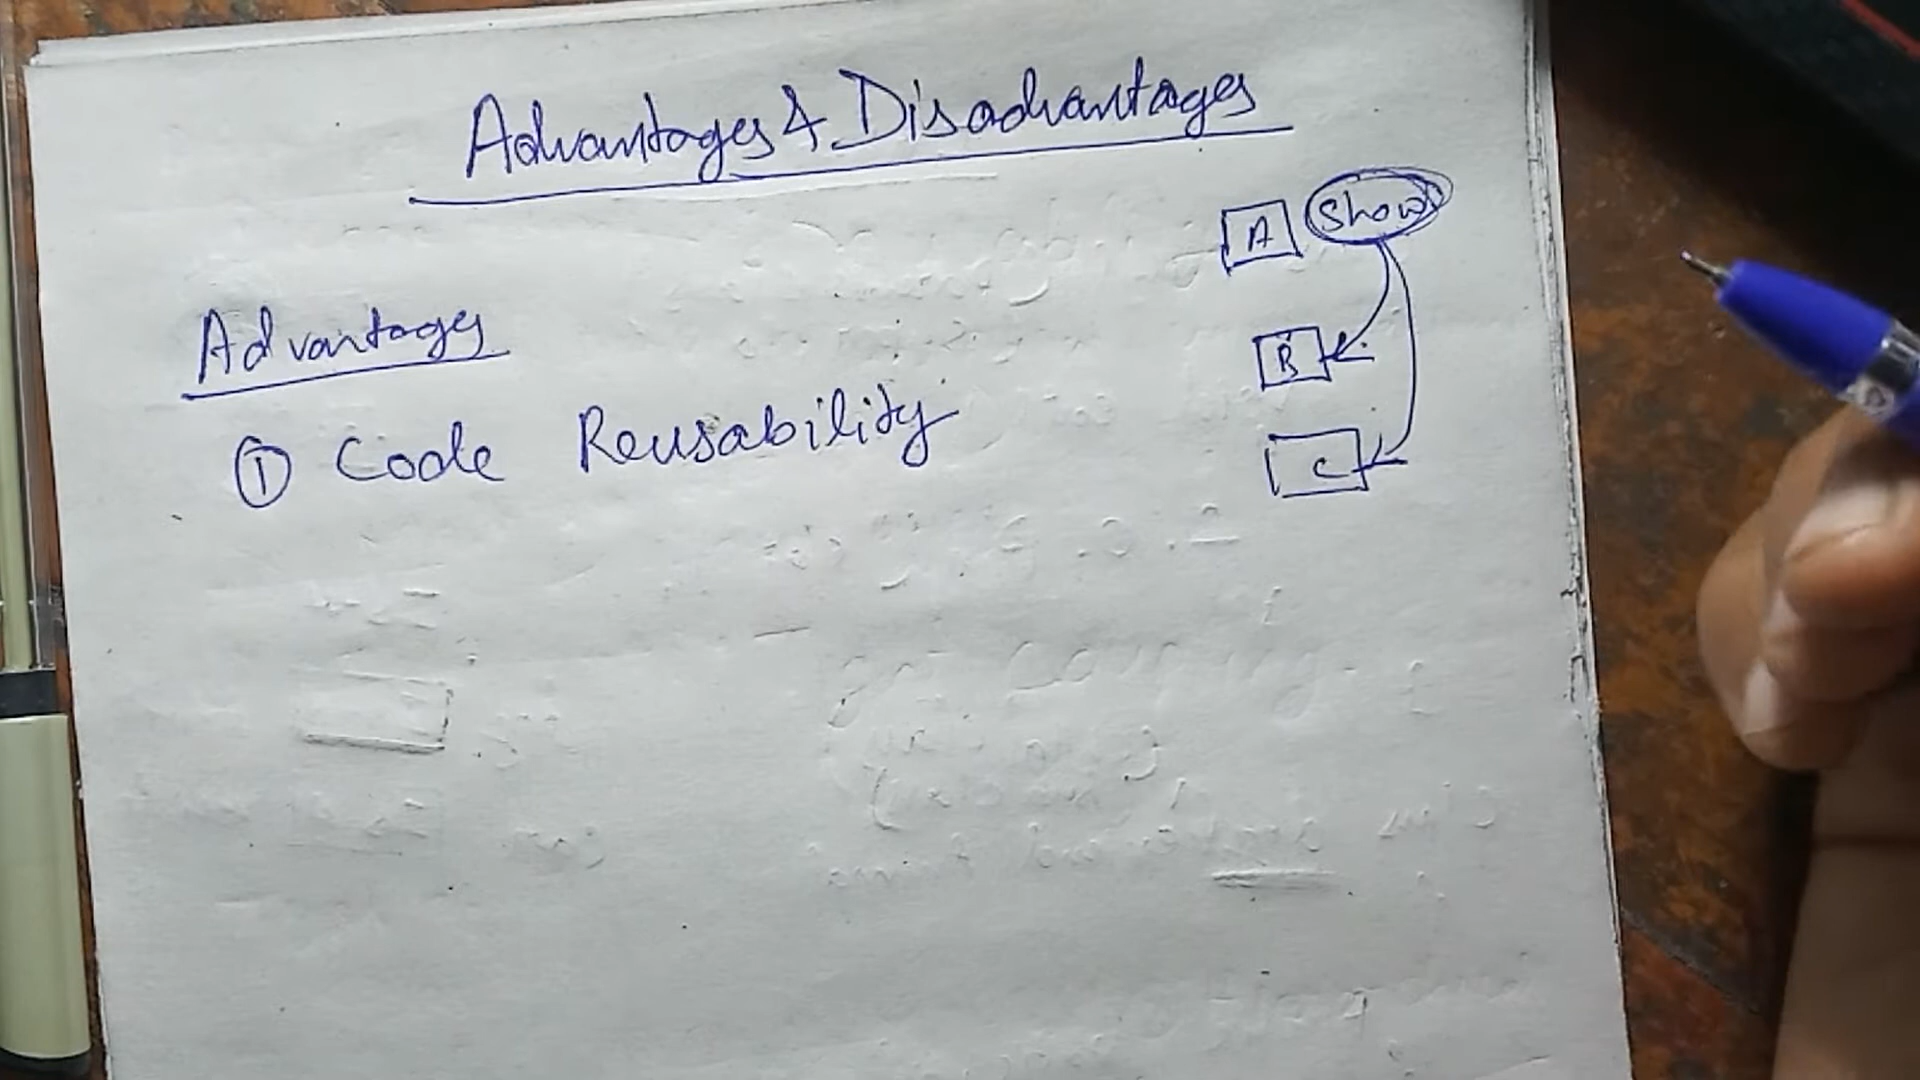 Advantages & Disadvantages
A Show
Advantages
B
① Code Reusability
C